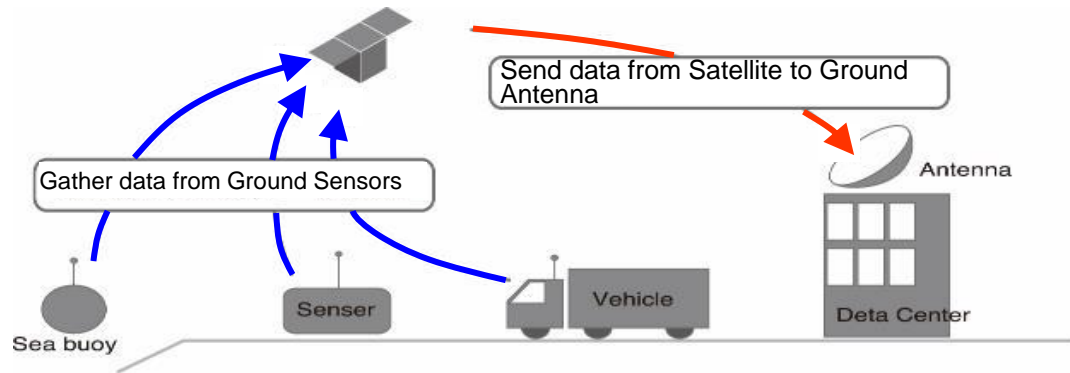 Send data from Satellite to Ground
Antenna
Gather data from Ground Sensors
Antenna
Senser
Vehicle
Deta Center
Sea buoy